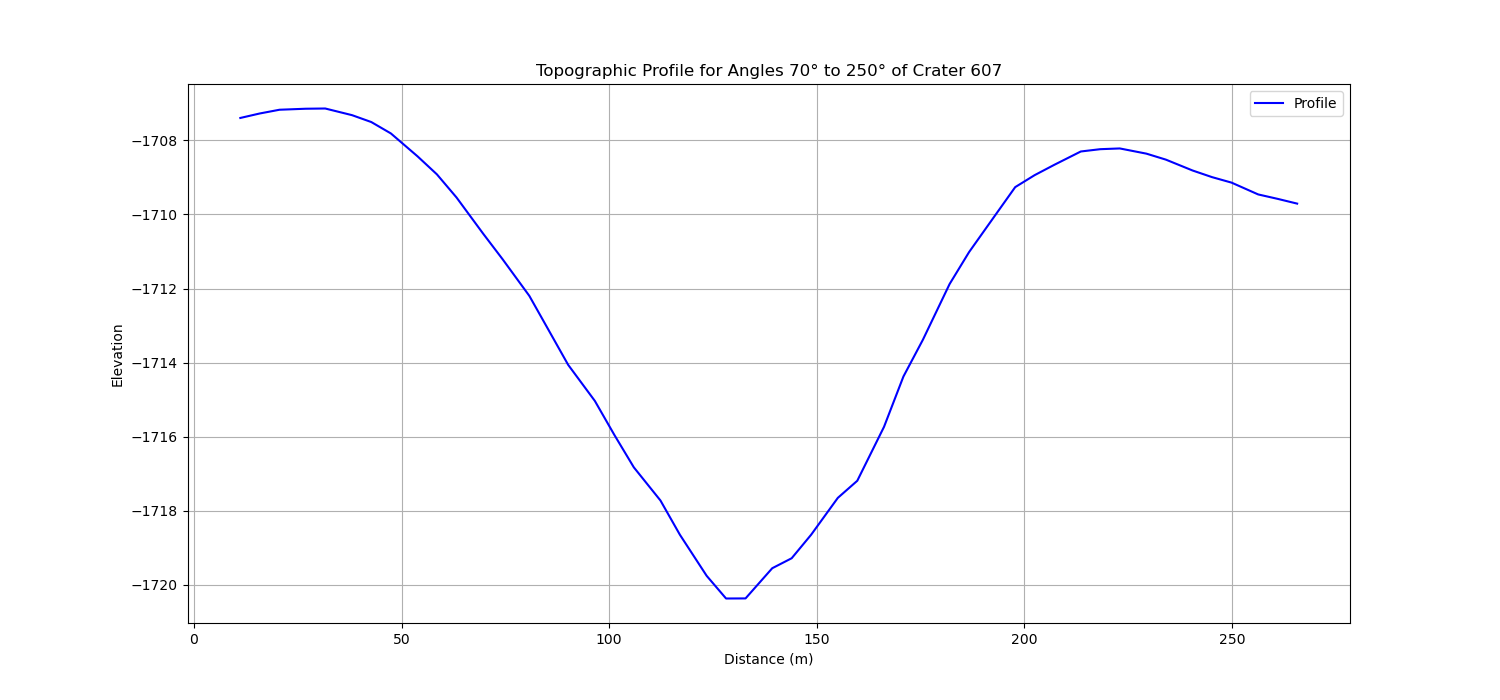 Topographic Profile for Angles 70° to 250° of Crater 607
Profile
−1708
−1710
−1712
−1714
−1716
−1718
−1720
Elevation
0 50 100 150 200 250
Distance (m)